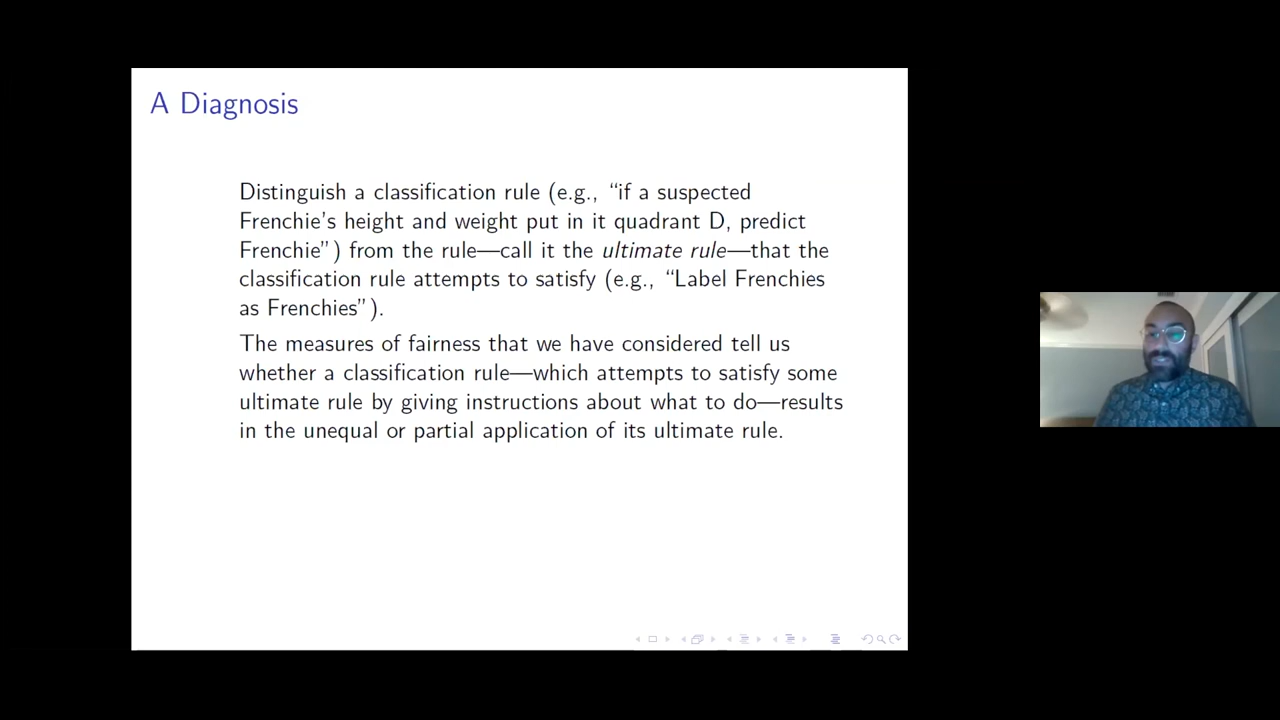 A Diagnosis
Distinguish a classification rule (e.g., “if a suspected
Frenchie’s height and weight put in it quadrant D, predict
Frenchie”) from the rule—call it the ultimate rule—that the
classification rule attempts to satisfy (e.g., “Label Frenchies
as Frenchies”).
The measures of fairness that we have considered tell us
whether a classification rule—which attempts to satisfy some
ultimate rule by giving instructions about what to do—results
in the unequal or partial application of its ultimate rule.